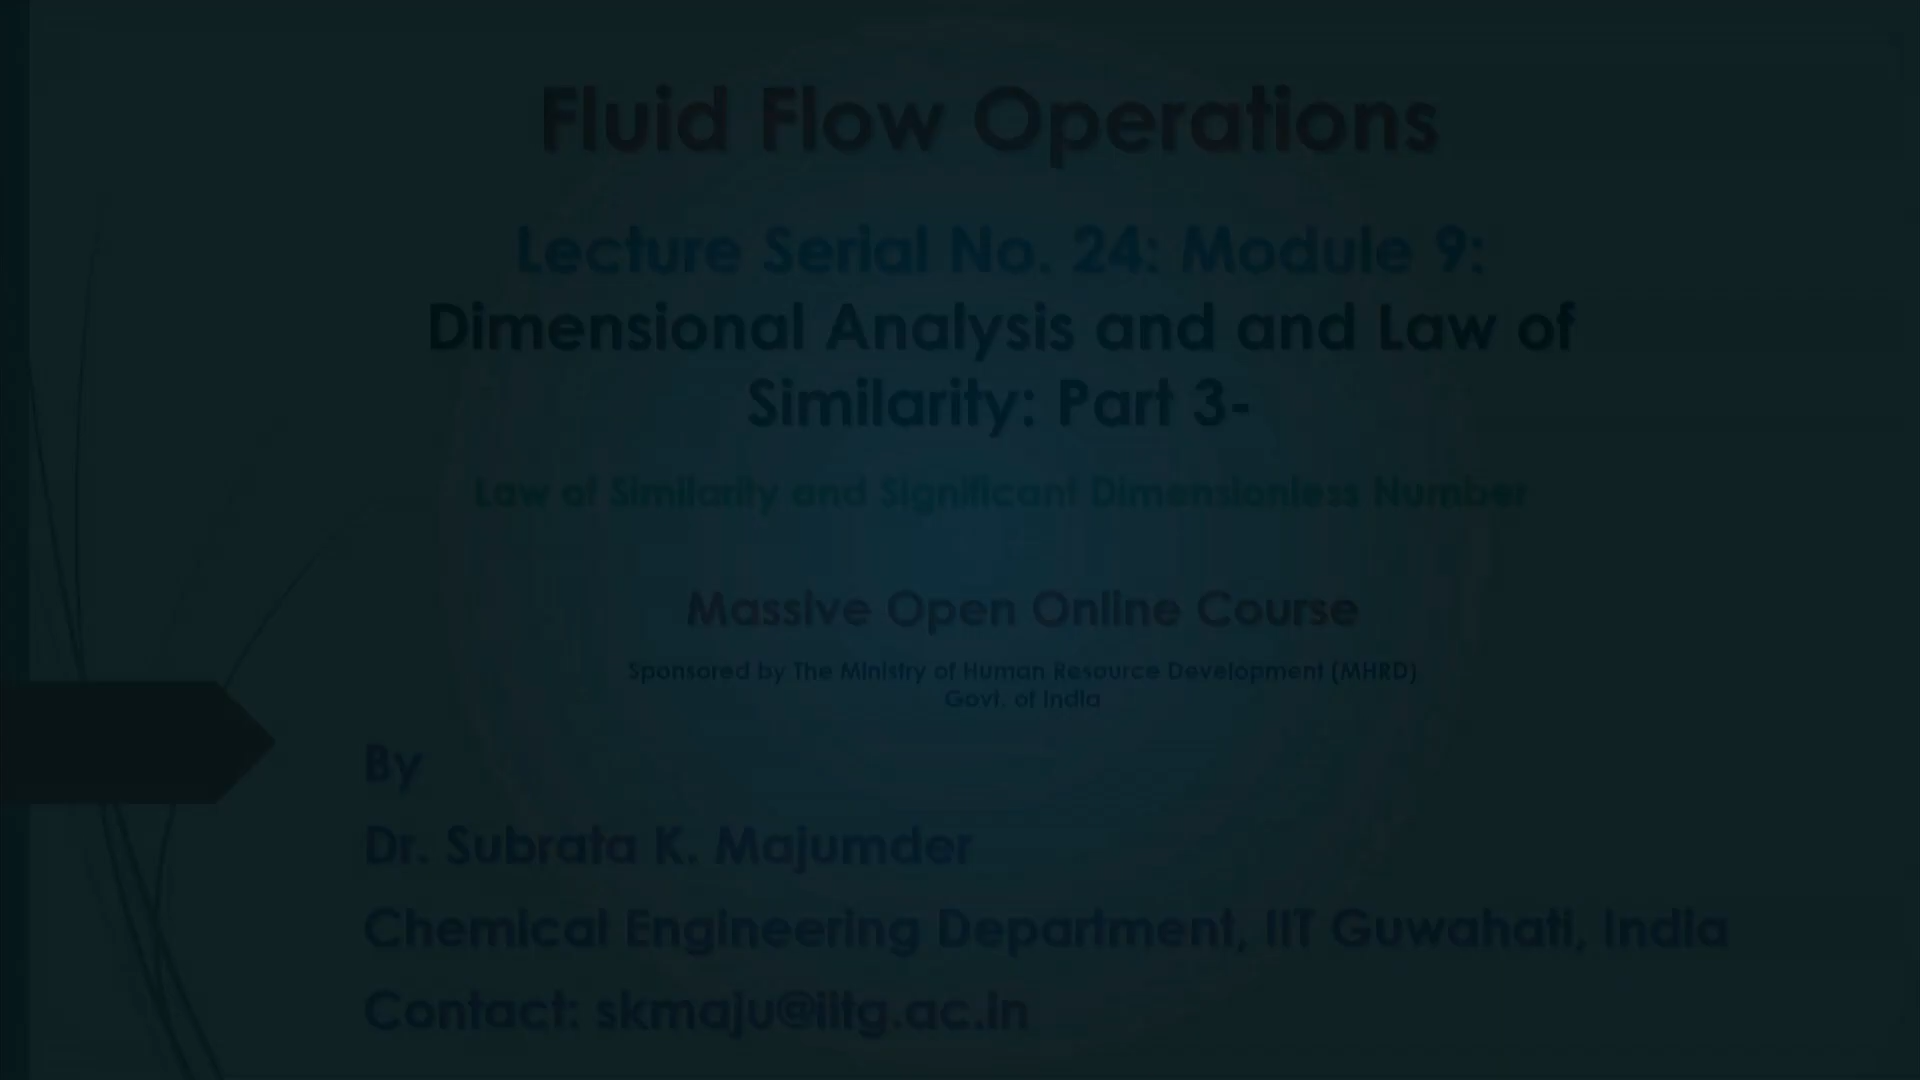 Fluid Flow Operations
Lecture Serial No. 24: Module 9:
Dimensional Analysis and and Law of
Similarity: Part 3-
Law of Similarity and Significant Dimensionless Number
Massive Open Online Course
Sponsored by The Ministry of Human Resource Development (MHRD)
Govt. of India
By
Dr. Subrata K. Majumder
Chemical Engineering Department, IIT Guwahati, India
Contact: skmaju@iitg.ac.in